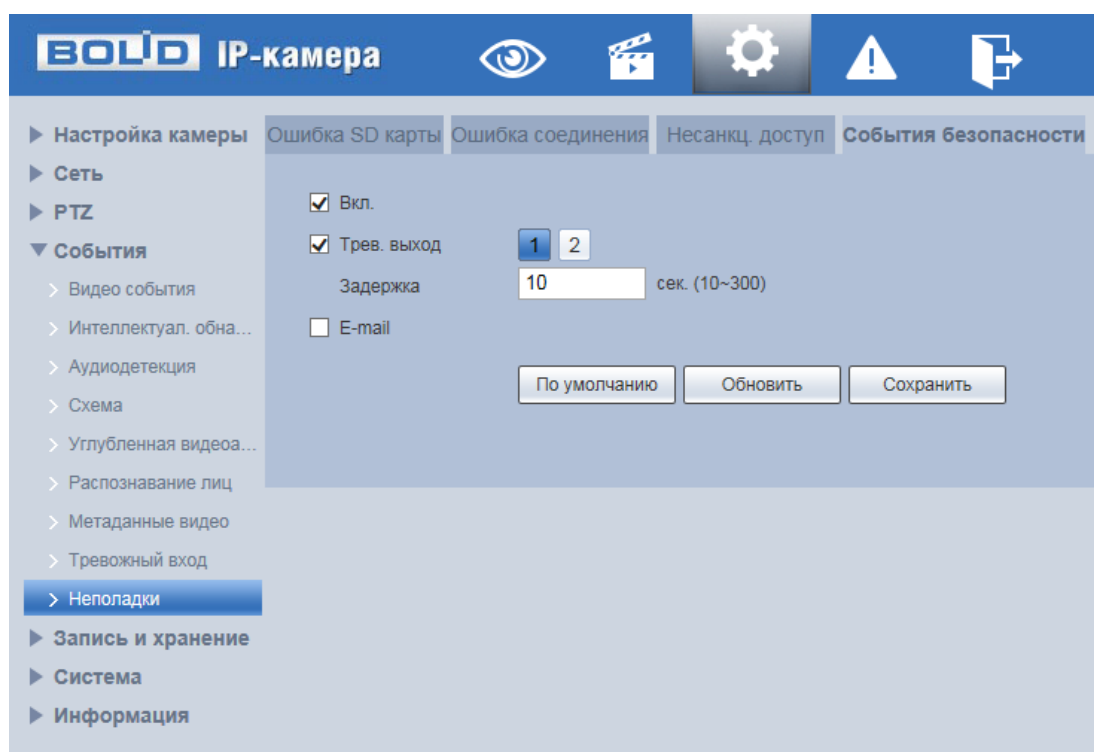 BOLID IP-камера
Настройка камеры
Сеть
PTZ
События
Видео события
Интеллектуал. обна...
Аудиодетекция
Схема
Углубленная видеоа...
Распознавание лиц
Метаданные видео
Тревожный вход
Неполадки
Запись и хранение
Система
Информация
Ошибка SD карты Ошибка соединения Несанкц. доступ События безопасности
Вкл.
Трев. выход 1 2
Задержка 10 сек. (10~300)
E-mail
По умолчанию Обновить Сохранить